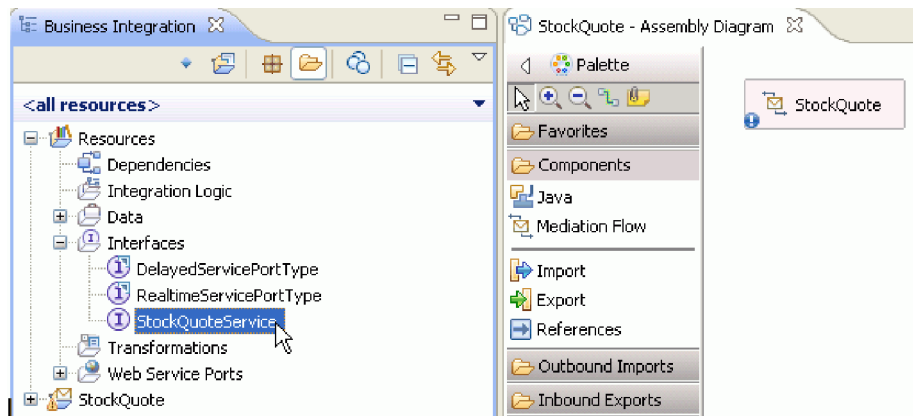 Business Integration
<all resources>
Resources
Dependencies
Integration Logic
Data
Interfaces
DelayedServicePortType
RealtimeServicePortType
StockQuoteService
Transformations
Web Service Ports
StockQuote
StockQuote - Assembly Diagram
Palette
Favorites
Components
Java
Mediation Flow
Import
Export
References
Outbound Imports
Inbound Exports
StockQuote